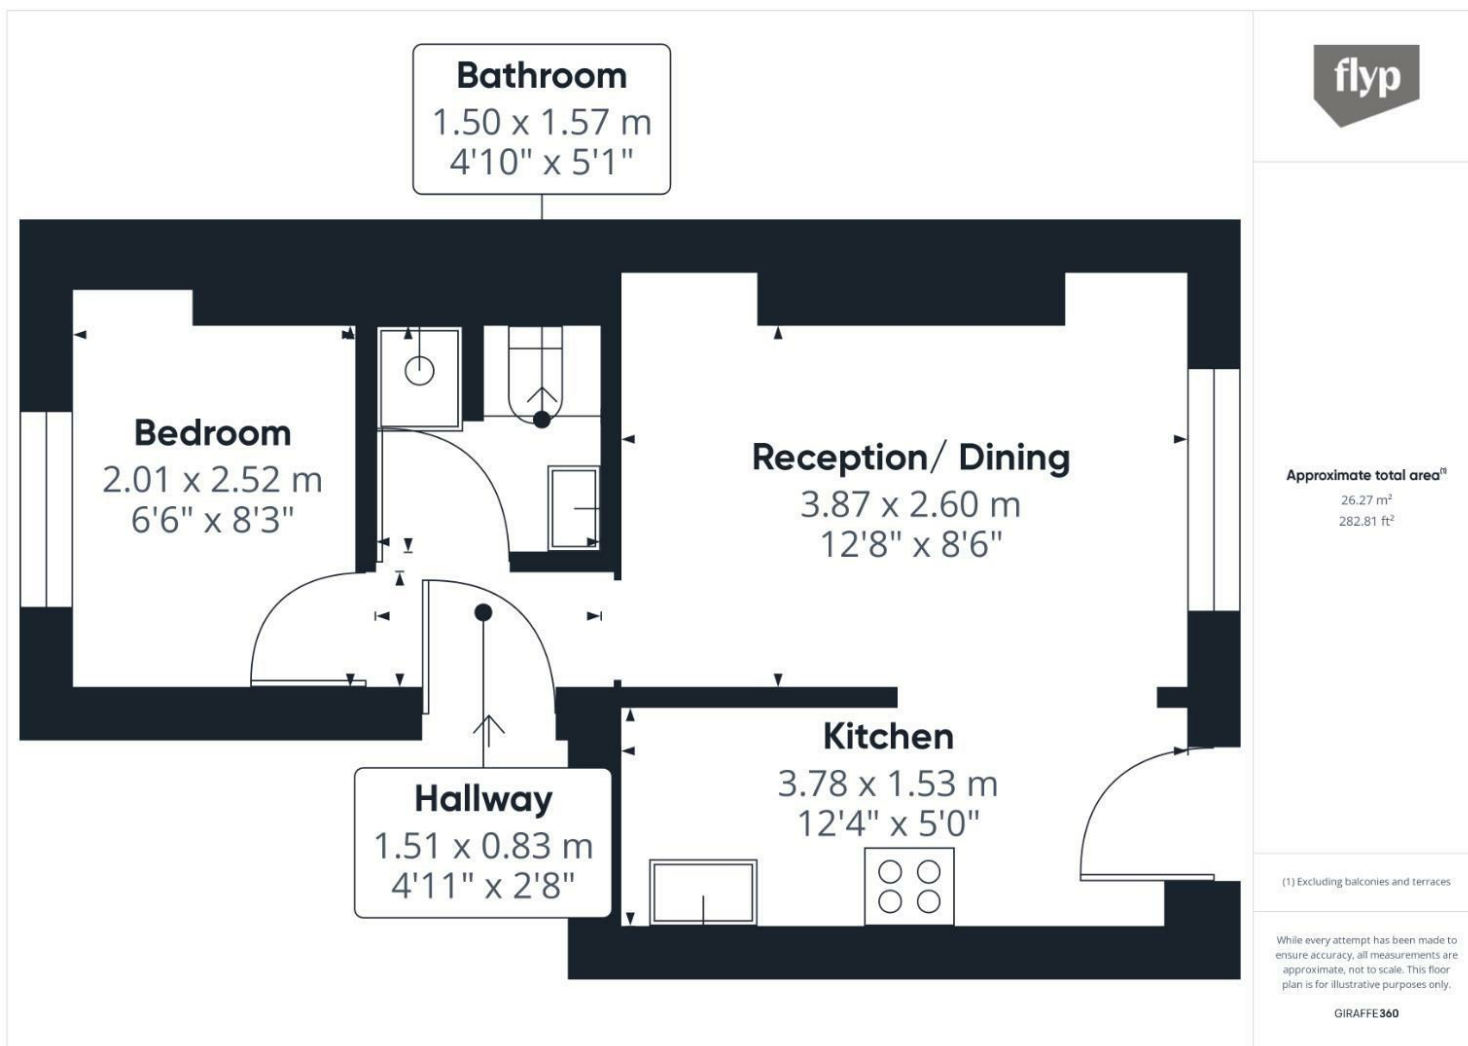 Bathroom
1.50 x 1.57 m
4'10" x 5'1"
Bedroom
2.01 x 2.52 m
6'6" x 8'3"
Reception/ Dining
3.87 x 2.60 m
12'8" x 8'6"
Kitchen
3.78 x 1.53 m
12'4" x 5'0"
Hallway
1.51 x 0.83 m
4'11" x 2'8"
flyp
Approximate total area⁽¹⁾
26.27 m²
282.81 ft²
(1) Excluding balconies and terraces
While every attempt has been made to
ensure accuracy, all measurements are
approximate, not to scale. This floor
plan is for illustrative purposes only.
GIRAFFE360